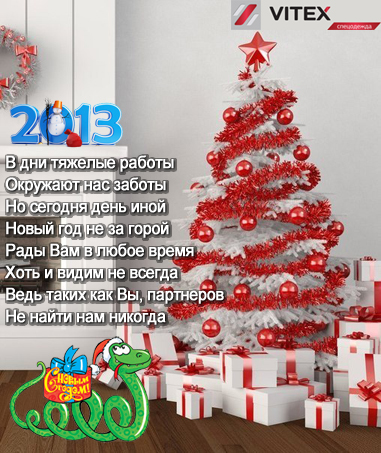 VITEX
спецодежда
2013
В дни тяжелые работы
Окружают нас заботы
Но сегодня день иной
Новый год не за горой
Рады Вам в любое время
Хоть и видим не всегда
Ведь таких как Вы, партнеров
Не найти нам никогда
С Новым
годом!